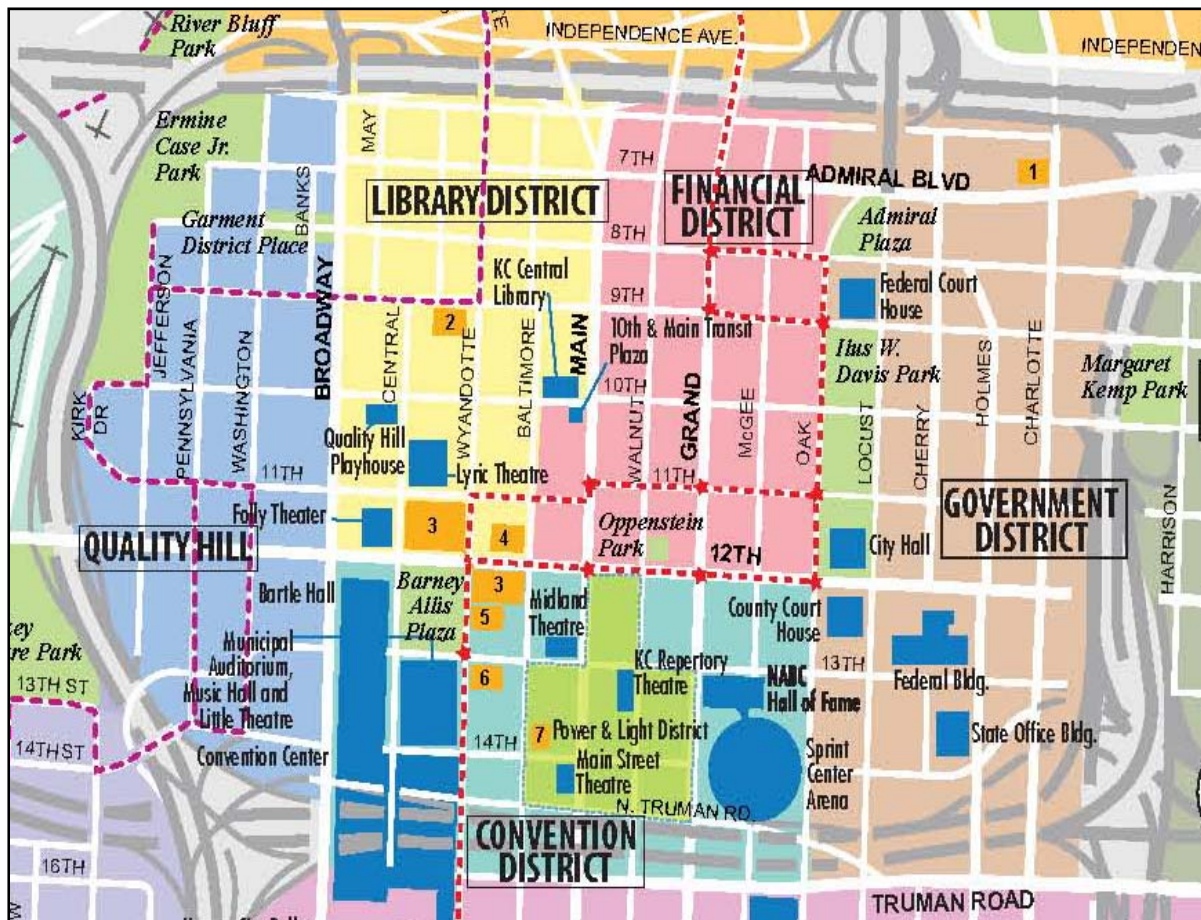 River Bluff
Park
INDEPENDENCE AVE.
INDEPENDEN
Ermine
Case Jr.
Park
MAY
7TH
ADMIRAL BLVD
1
BANKS
LIBRARY DISTRICT
FINANCIAL
DISTRICT
Garment
District Place
8TH
Admiral
Plaza
JEFFERSON
PENNSYLVANIA
WASHINGTON
BROADWAY
KC Central
Library
9TH
Federal Court
House
2
CENTRAL
WYANDOTTE
BALTIMORE
MAIN
10th & Main Transit
Plaza
Ilus W.
Davis Park
Margaret
Kemp Park
10TH
KIRK
DR
WALNUT
GRAND
McGEE
OAK
LOCUST
CHERRY
HOLMES
CHARLOTTE
Quality Hill
Playhouse
Lyric Theatre
11TH
11TH
Folly Theater
3
4
Oppenstein
Park
12TH
City Hall
GOVERNMENT
DISTRICT
HARRISON
QUALITY HILL
Bartle Hall
Barney
Allis
Plaza
3
5
Midland
Theatre
County Court
House
ey
re Park
Municipal
Auditorium,
Music Hall and
Little Theatre
6
KC Repertory
Theatre
NABC
Hall of Fame
13TH
Federal Bldg.
13TH ST
14TH ST
Convention Center
14TH
7
Power & Light District
Main Street
Theatre
Sprint
Center
Arena
State Office Bldg.
N. TRUMAN RD.
CONVENTION
DISTRICT
16TH
TRUMAN ROAD